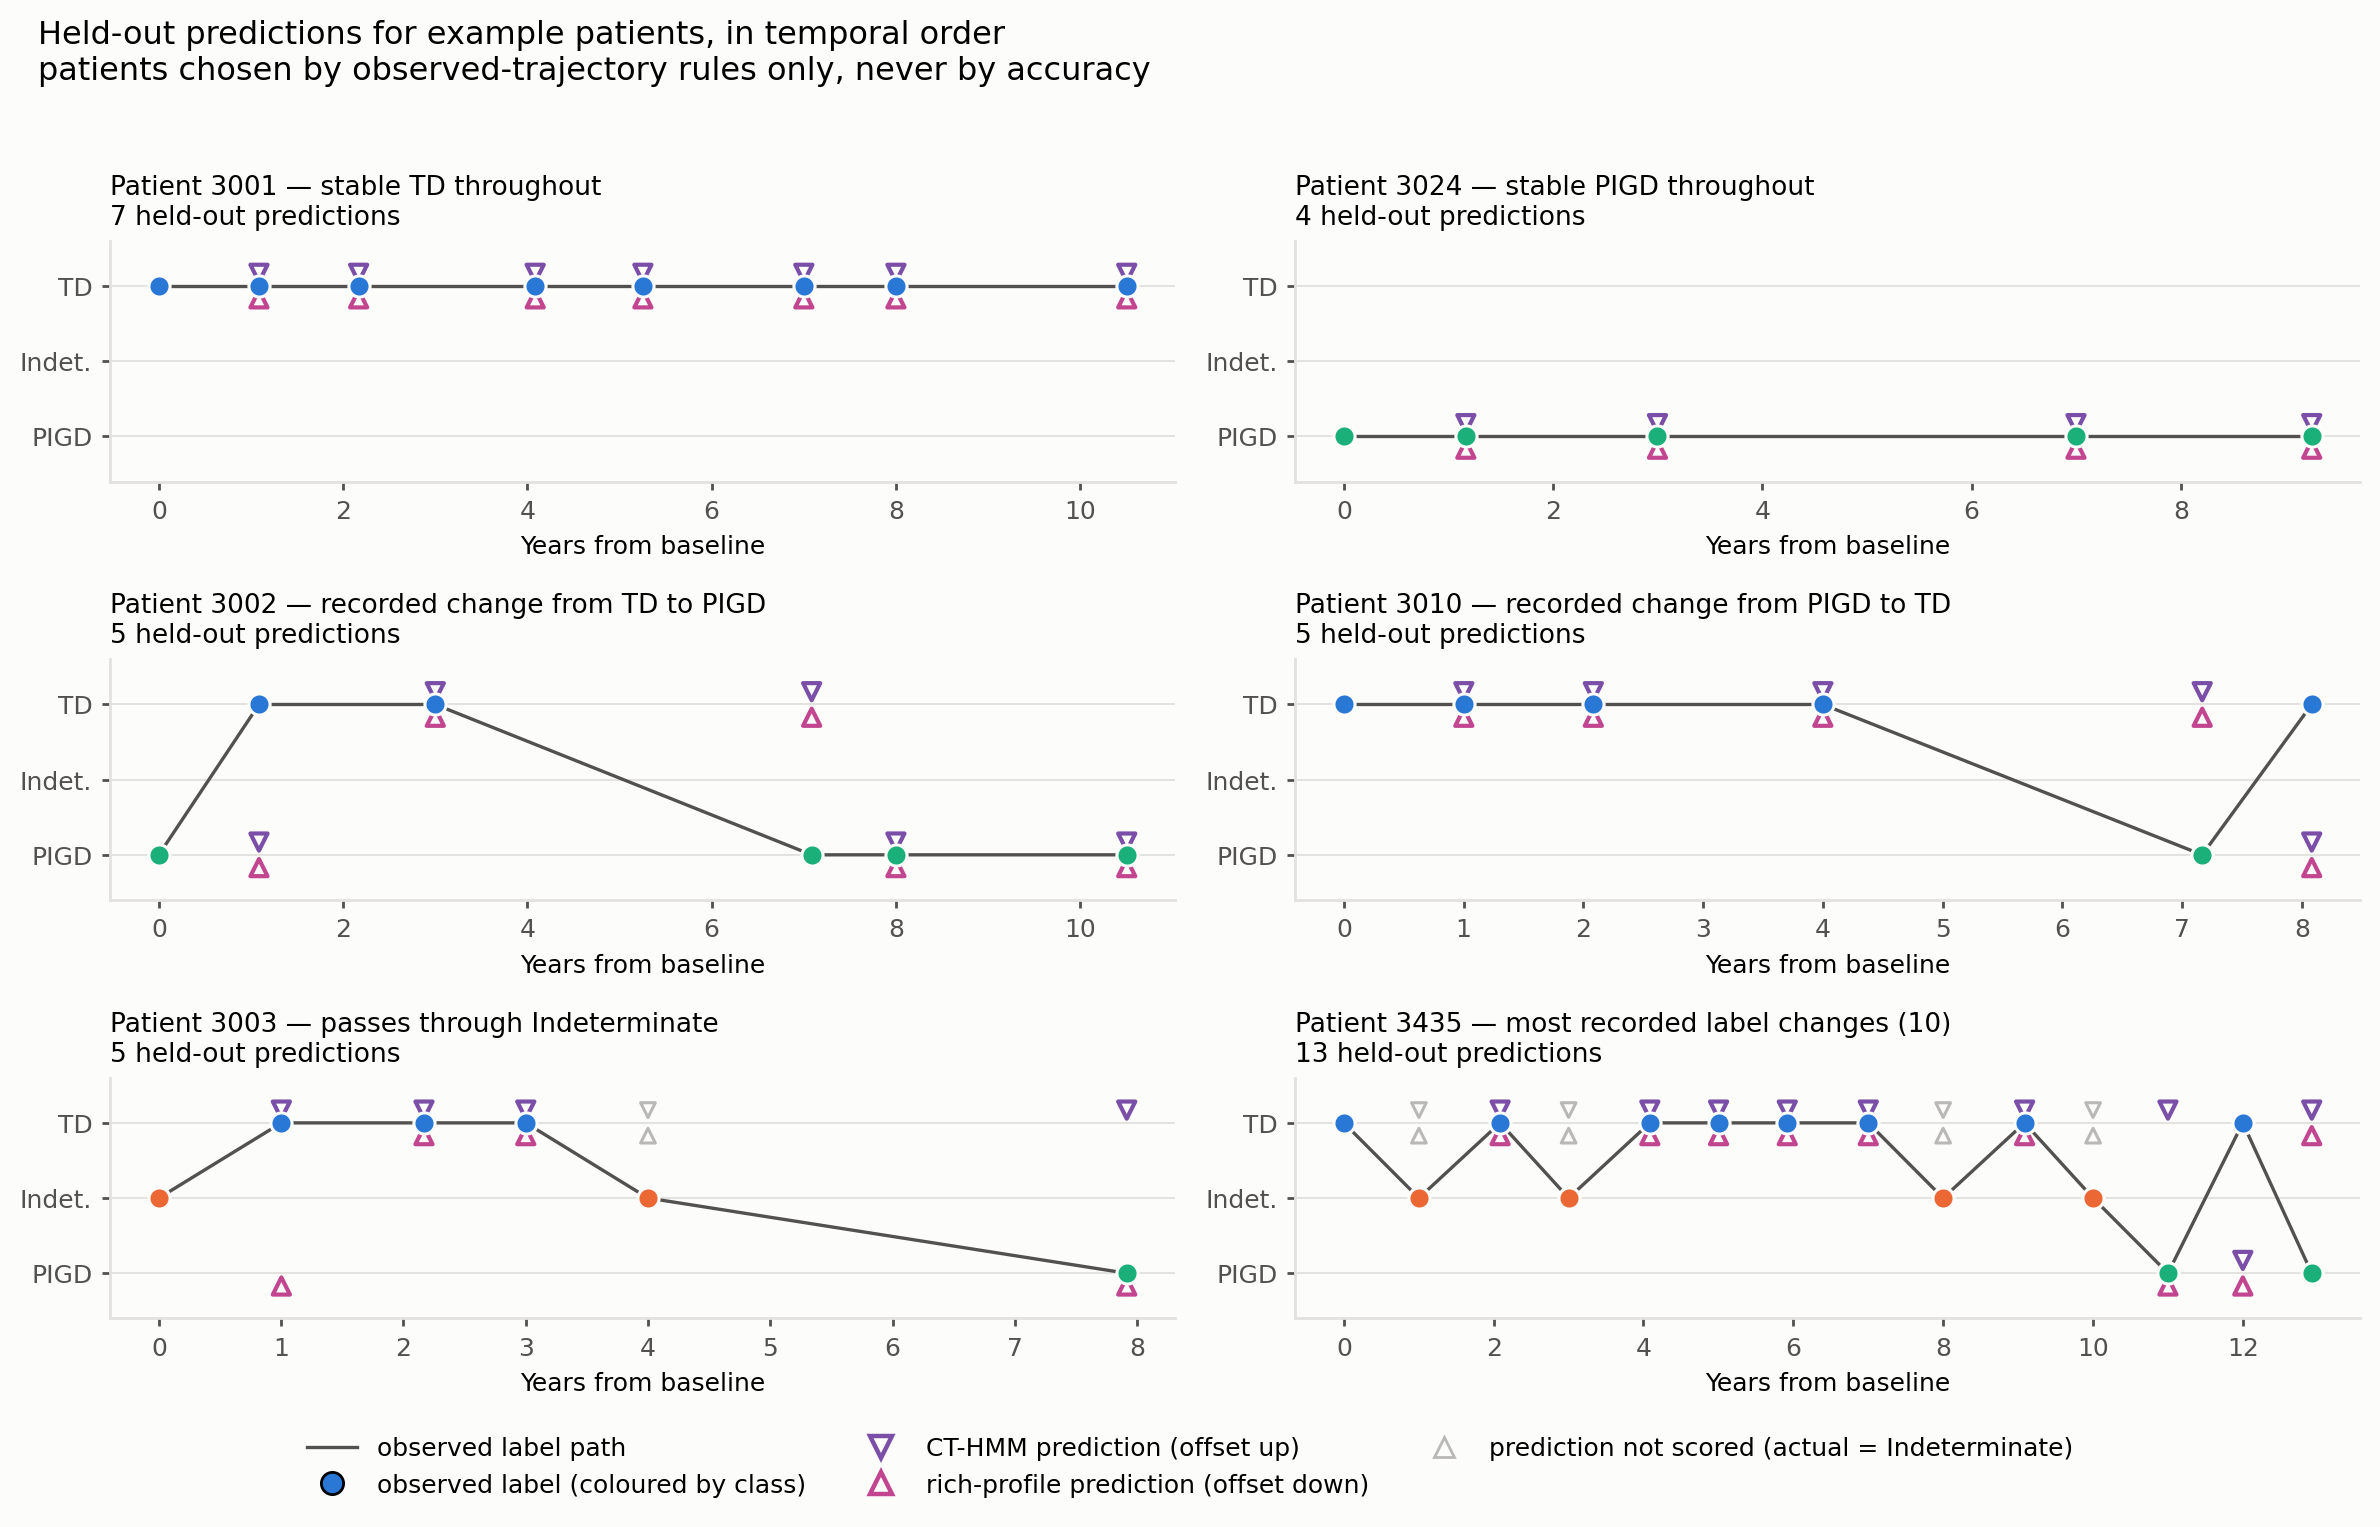 Held-out predictions for example patients, in temporal order
patients chosen by observed-trajectory rules only, never by accuracy
Patient 3001 — stable TD throughout
7 held-out predictions
TD
Indet.
PIGD
0 2 4 6 8 10
Years from baseline
Patient 3024 — stable PIGD throughout
4 held-out predictions
TD
Indet.
PIGD
0 2 4 6 8
Years from baseline
Patient 3002 — recorded change from TD to PIGD
5 held-out predictions
TD
Indet.
PIGD
0 2 4 6 8 10
Years from baseline
Patient 3010 — recorded change from PIGD to TD
5 held-out predictions
TD
Indet.
PIGD
0 1 2 3 4 5 6 7 8
Years from baseline
Patient 3003 — passes through Indeterminate
5 held-out predictions
TD
Indet.
PIGD
0 1 2 3 4 5 6 7 8
Years from baseline
Patient 3435 — most recorded label changes (10)
13 held-out predictions
TD
Indet.
PIGD
0 2 4 6 8 10 12
Years from baseline
observed label path
observed label (coloured by class)
CT-HMM prediction (offset up)
rich-profile prediction (offset down)
prediction not scored (actual = Indeterminate)